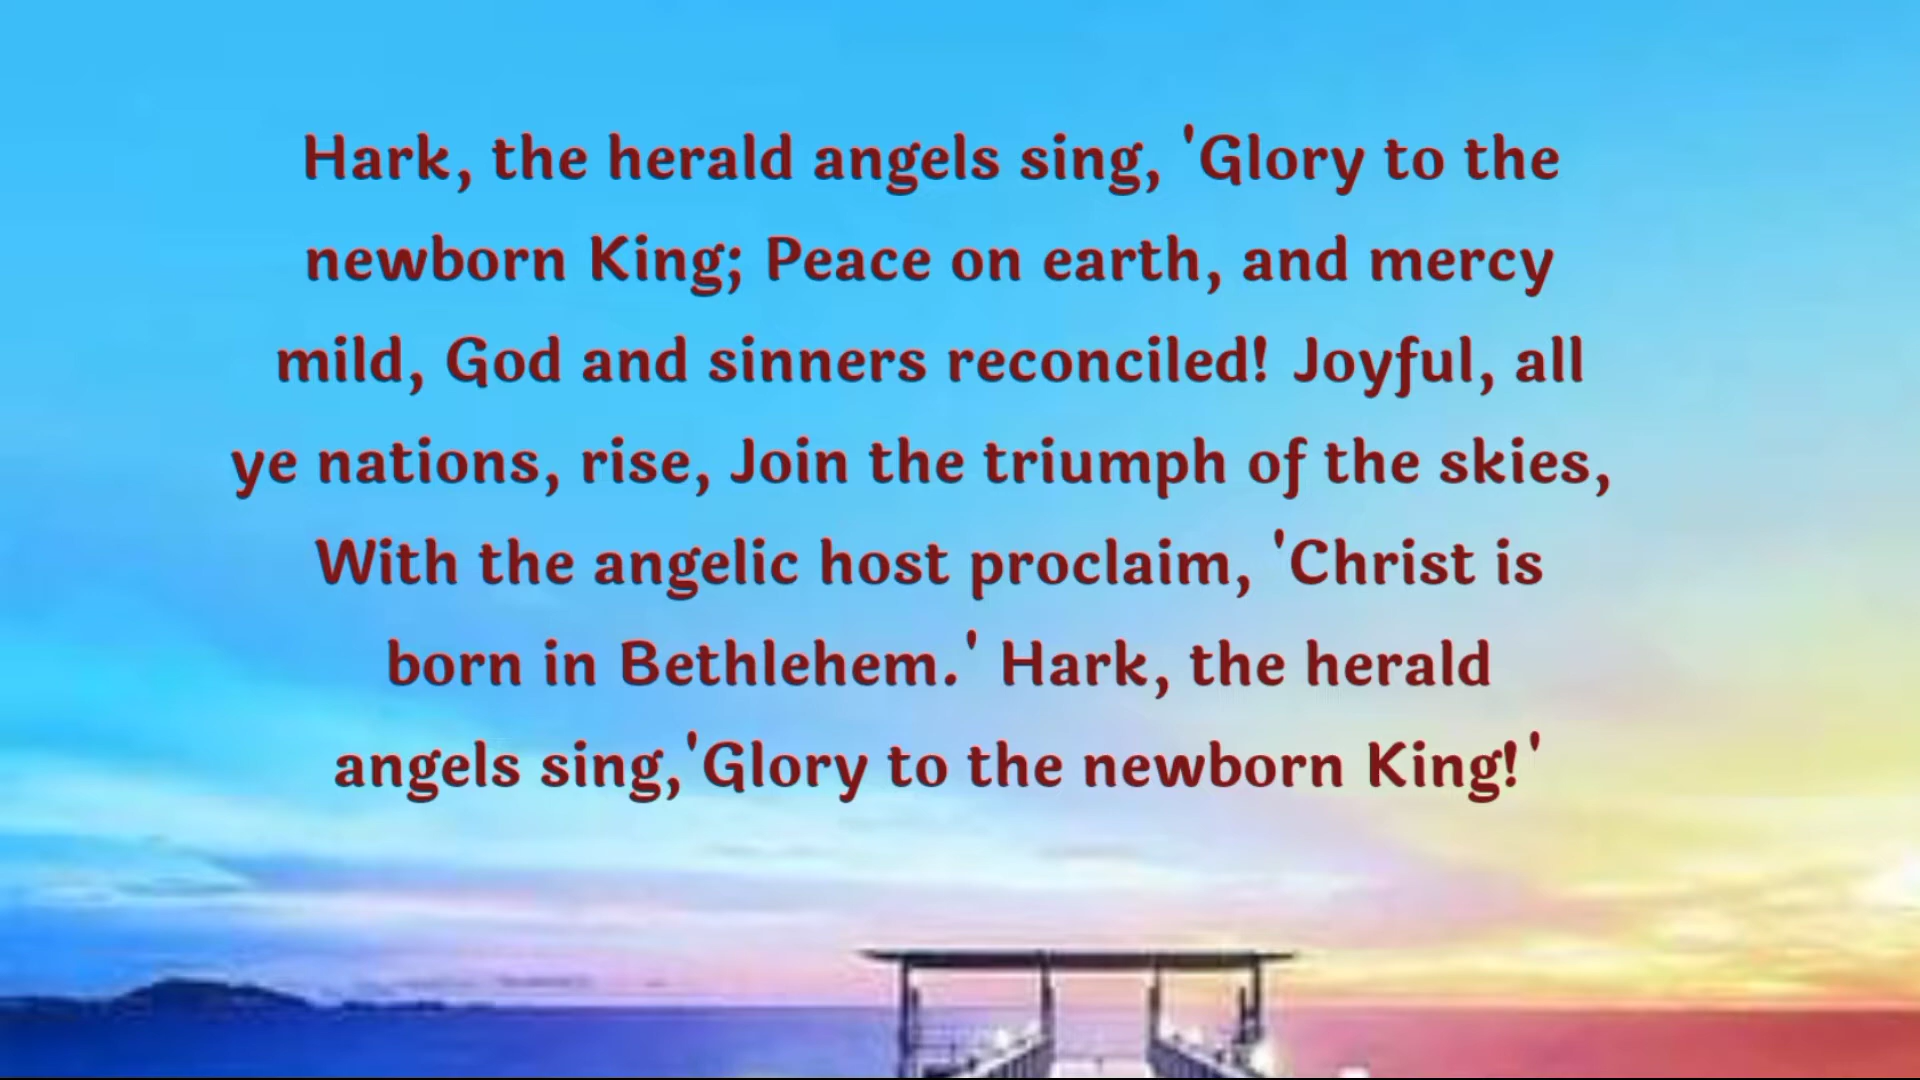 Hark, the herald angels sing, 'Glory to the
newborn King; Peace on earth, and mercy
mild, God and sinners reconciled! Joyful, all
ye nations, rise, Join the triumph of the skies,
With the angelic host proclaim, 'Christ is
born in Bethlehem.' Hark, the herald
angels sing,'Glory to the newborn King!'